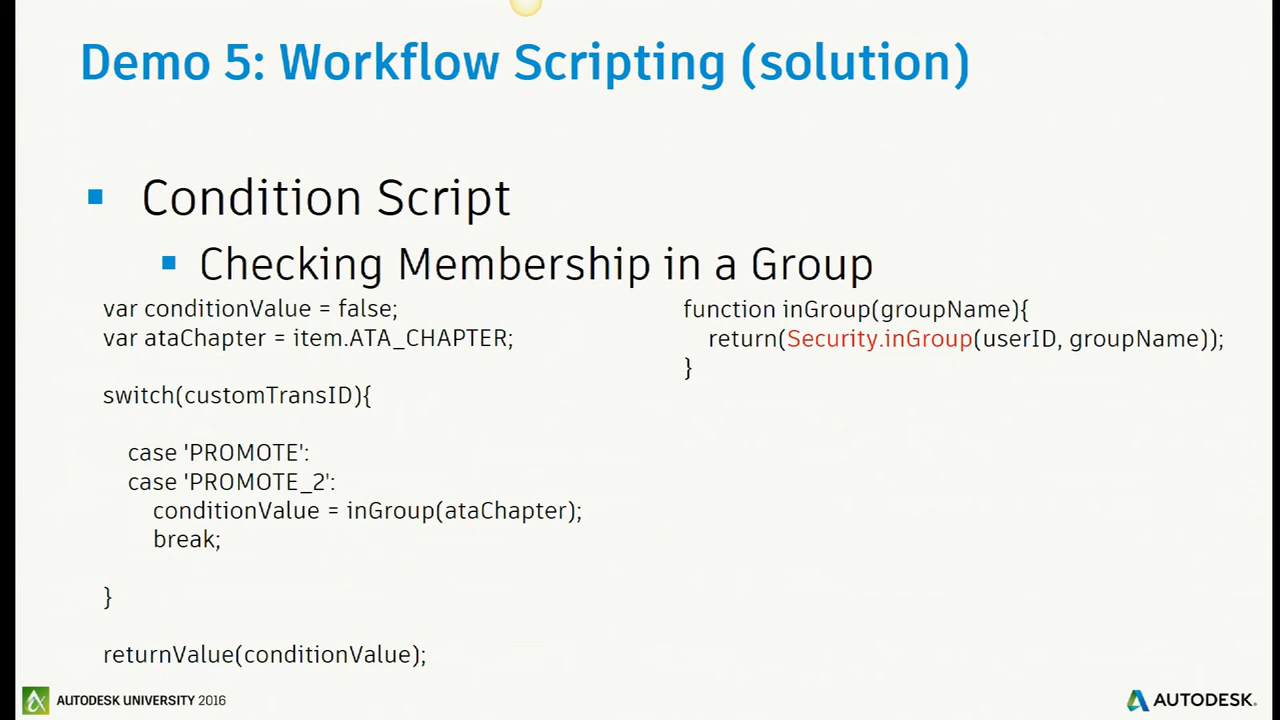 Demo 5: Workflow Scripting (solution)
Condition Script
Checking Membership in a Group
var conditionValue = false;
var ataChapter = item.ATA_CHAPTER;
switch(customTransID){
case 'PROMOTE':
case 'PROMOTE_2':
conditionValue = inGroup(ataChapter);
break;
}
returnValue(conditionValue);
function inGroup(groupName){
return(Security.inGroup(userID, groupName));
}
AUTODESK UNIVERSITY 2016
AUTODESK.